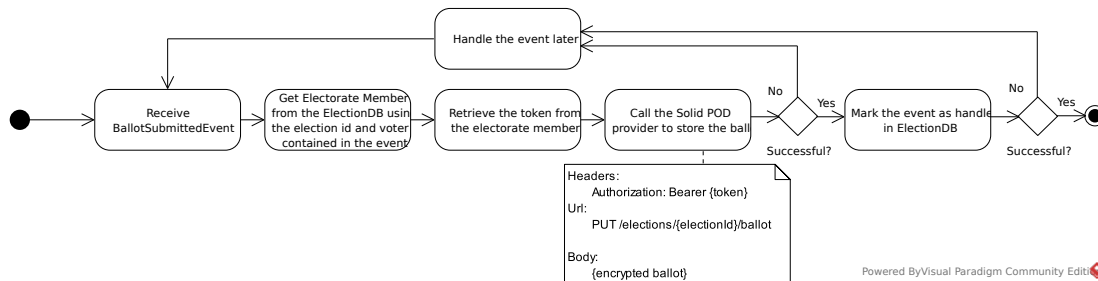 Handle the event later
Receive
BallotSubmittedEvent
Get Electorate Member
from the ElectionDB usin
the election id and voter
contained in the event
Retrieve the token from
the electorate member
Call the Solid POD
provider to store the ball
No
Yes
Successful?
Mark the event as handle
in ElectionDB
No
Yes
Successful?
Headers:
Authorization: Bearer {token}
Url:
PUT /elections/{electionId}/ballot
Body:
{encrypted ballot}
Powered ByVisual Paradigm Community Editi